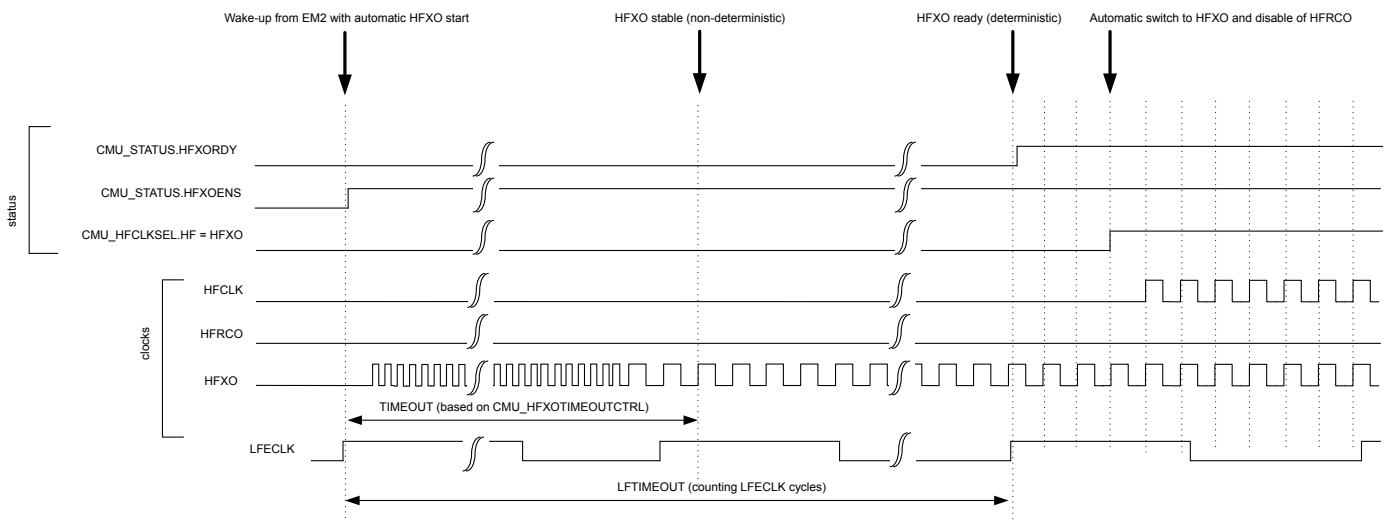 Wake-up from EM2 with automatic HFXO start
HFXO stable (non-deterministic)
HFXO ready (deterministic)
Automatic switch to HFXO and disable of HFRCO
status
CMU_STATUS.HFXORDY
CMU_STATUS.HFXOENS
CMU_HFCLKSEL.HF = HFXO
clocks
HFCLK
HFRCO
HFXO
TIMEOUT (based on CMU_HFXOTIMEOUTCTRL)
LFECLK
LFTIMEOUT (counting LFECLK cycles)